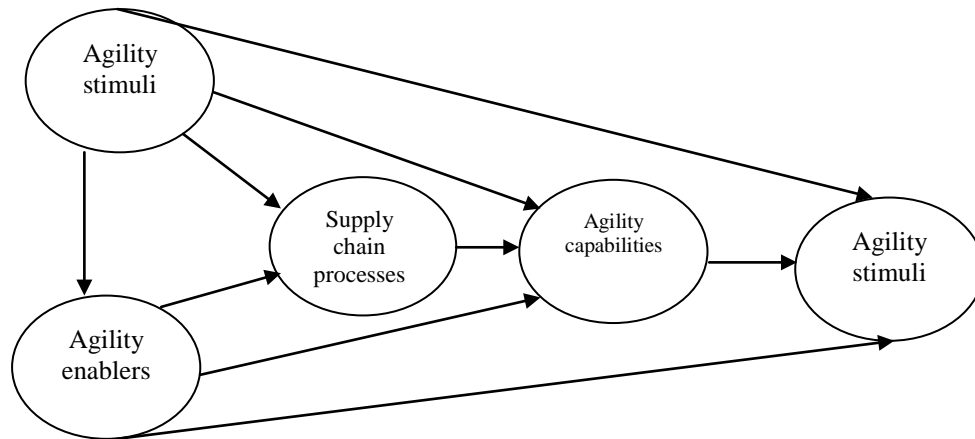 Agility
stimuli
Supply
chain
processes
Agility
capabilities
Agility
stimuli
Agility
enablers